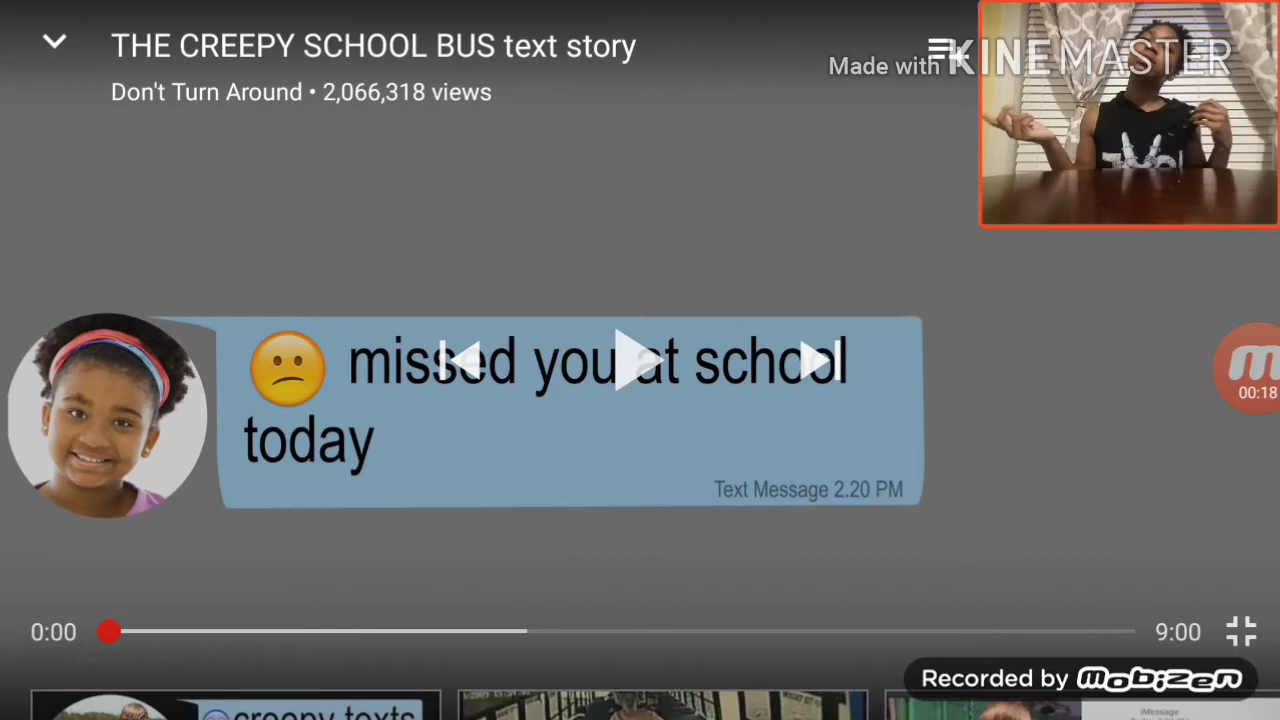 THE CREEPY SCHOOL BUS text story
Don't Turn Around • 2,066,318 views
Made with KINEMASTER
missed you at school
today
Text Message 2.20 PM
00:18
0:00
9:00
Recorded by mobizen
creepy texts
iMessage